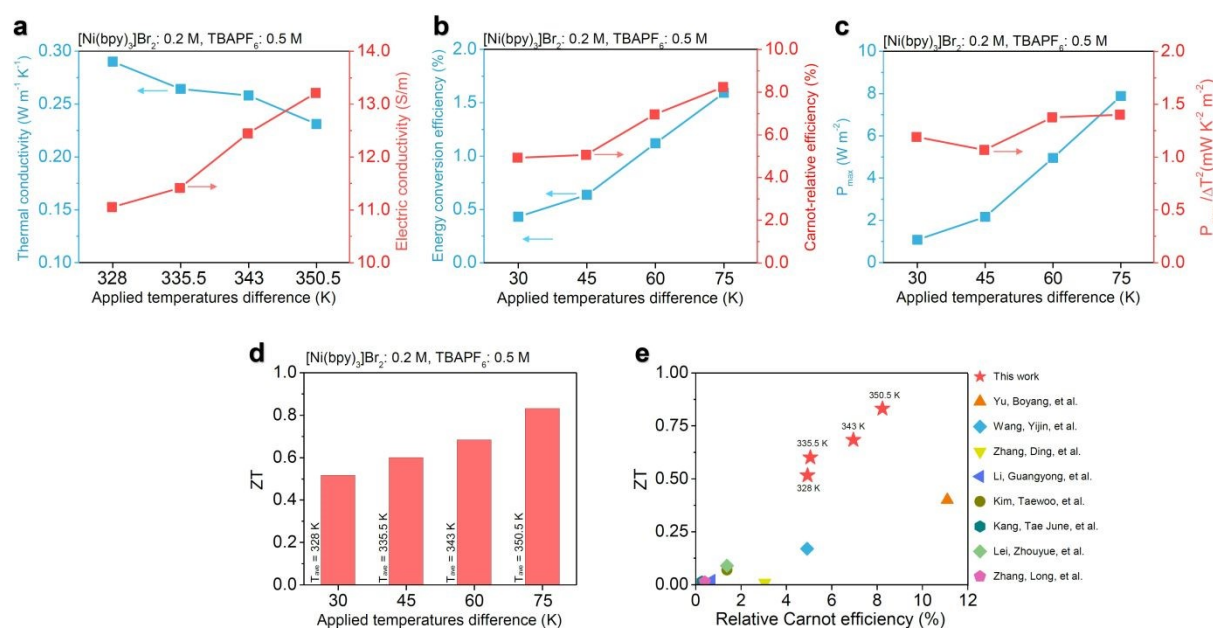 a
[Ni(bpy)₃]Br₂: 0.2 M, TBAPF₆: 0.5 M
Thermal conductivity (W m⁻¹ K⁻¹)
0.30
0.25
0.20
0.15
0.10
14.0
13.0
12.0
11.0
10.0
Electric conductivity (S/m)
328 335.5 343 350.5
Applied temperatures difference (K)
b
[Ni(bpy)₃]Br₂: 0.2 M, TBAPF₆: 0.5 M
Energy conversion efficiency (%)
2.0
1.5
1.0
0.5
0.0
10.0
8.0
6.0
4.0
2.0
0.0
Carnot-relative efficiency (%)
30 45 60 75
Applied temperatures difference (K)
c
[Ni(bpy)₃]Br₂: 0.2 M, TBAPF₆: 0.5 M
P max (W m⁻²)
10
8
6
4
2
0
2.0
1.5
1.0
0.5
0.0
P /ΔT² (mW K⁻² m⁻²)
30 45 60 75
Applied temperatures difference (K)
d
[Ni(bpy)₃]Br₂: 0.2 M, TBAPF₆: 0.5 M
ZT
1.0
0.8
0.6
0.4
0.2
0.0
Tave = 328 K
Tave = 335.5 K
Tave = 343 K
Tave = 350.5 K
30 45 60 75
Applied temperatures difference (K)
e
ZT
1.00
0.75
0.50
0.25
0.00
350.5 K
343 K
335.5 K
328 K
0 2 4 6 8 10 12
Relative Carnot efficiency (%)
This work
Yu, Boyang, et al.
Wang, Yijin, et al.
Zhang, Ding, et al.
Li, Guangyong, et al.
Kim, Taewoo, et al.
Kang, Tae June, et al.
Lei, Zhouyue, et al.
Zhang, Long, et al.